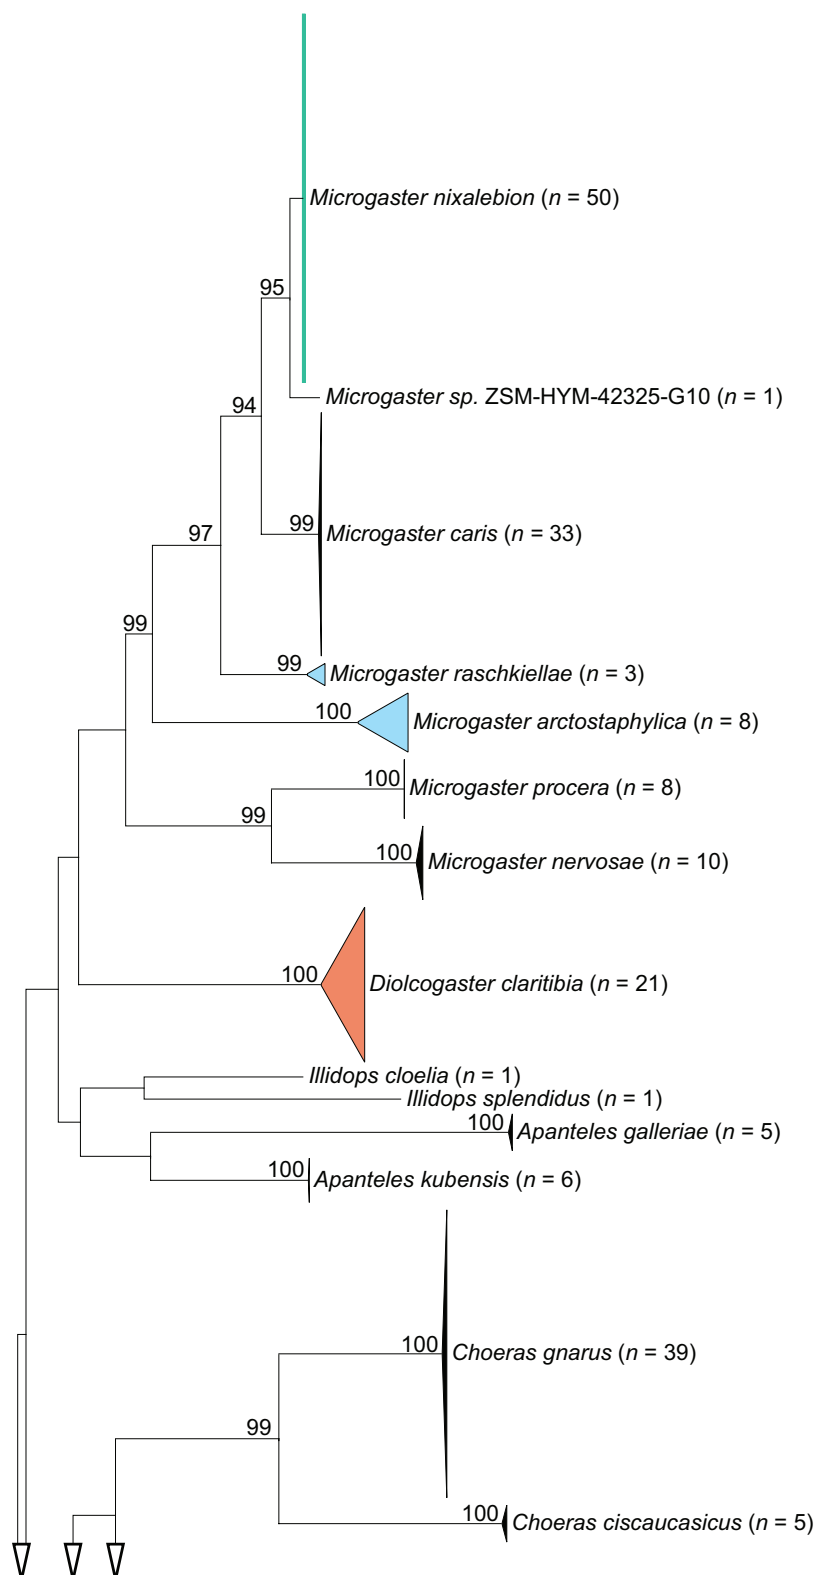 Microgaster nixalebion (n = 50)
95
Microgaster sp. ZSM-HYM-42325-G10 (n = 1)
94
99 Microgaster caris (n = 33)
97
99
99 Microgaster raschkiellae (n = 3)
100 Microgaster arctostaphylica (n = 8)
100 Microgaster procera (n = 8)
99
100 Microgaster nervosae (n = 10)
100 Diolcogaster claritibia (n = 21)
Illidops cloelia (n = 1)
Illidops splendidus (n = 1)
100 Apanteles galleriae (n = 5)
100 Apanteles kubensis (n = 6)
100 Choeras gnarus (n = 39)
99
100 Choeras ciscaucasicus (n = 5)